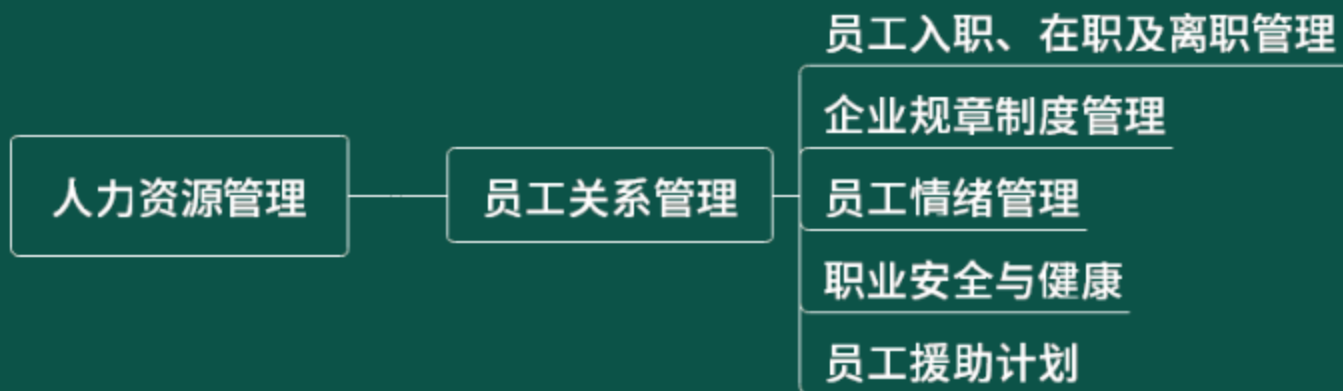 人力资源管理
员工关系管理
员工入职、在职及离职管理
企业规章制度管理
员工情绪管理
职业安全与健康
员工援助计划